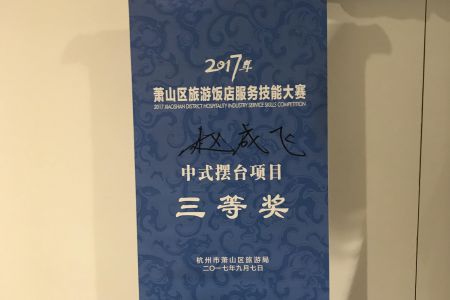 2017年
萧山区旅游饭店服务技能大赛
2017 XIAOSHAN DISTRICT HOSPITALITY INDUSTRY SERVICE SKILLS COMPETITION
赵成飞
中式摆台项目
三等奖
杭州市萧山区旅游局
二〇一七年九月七日